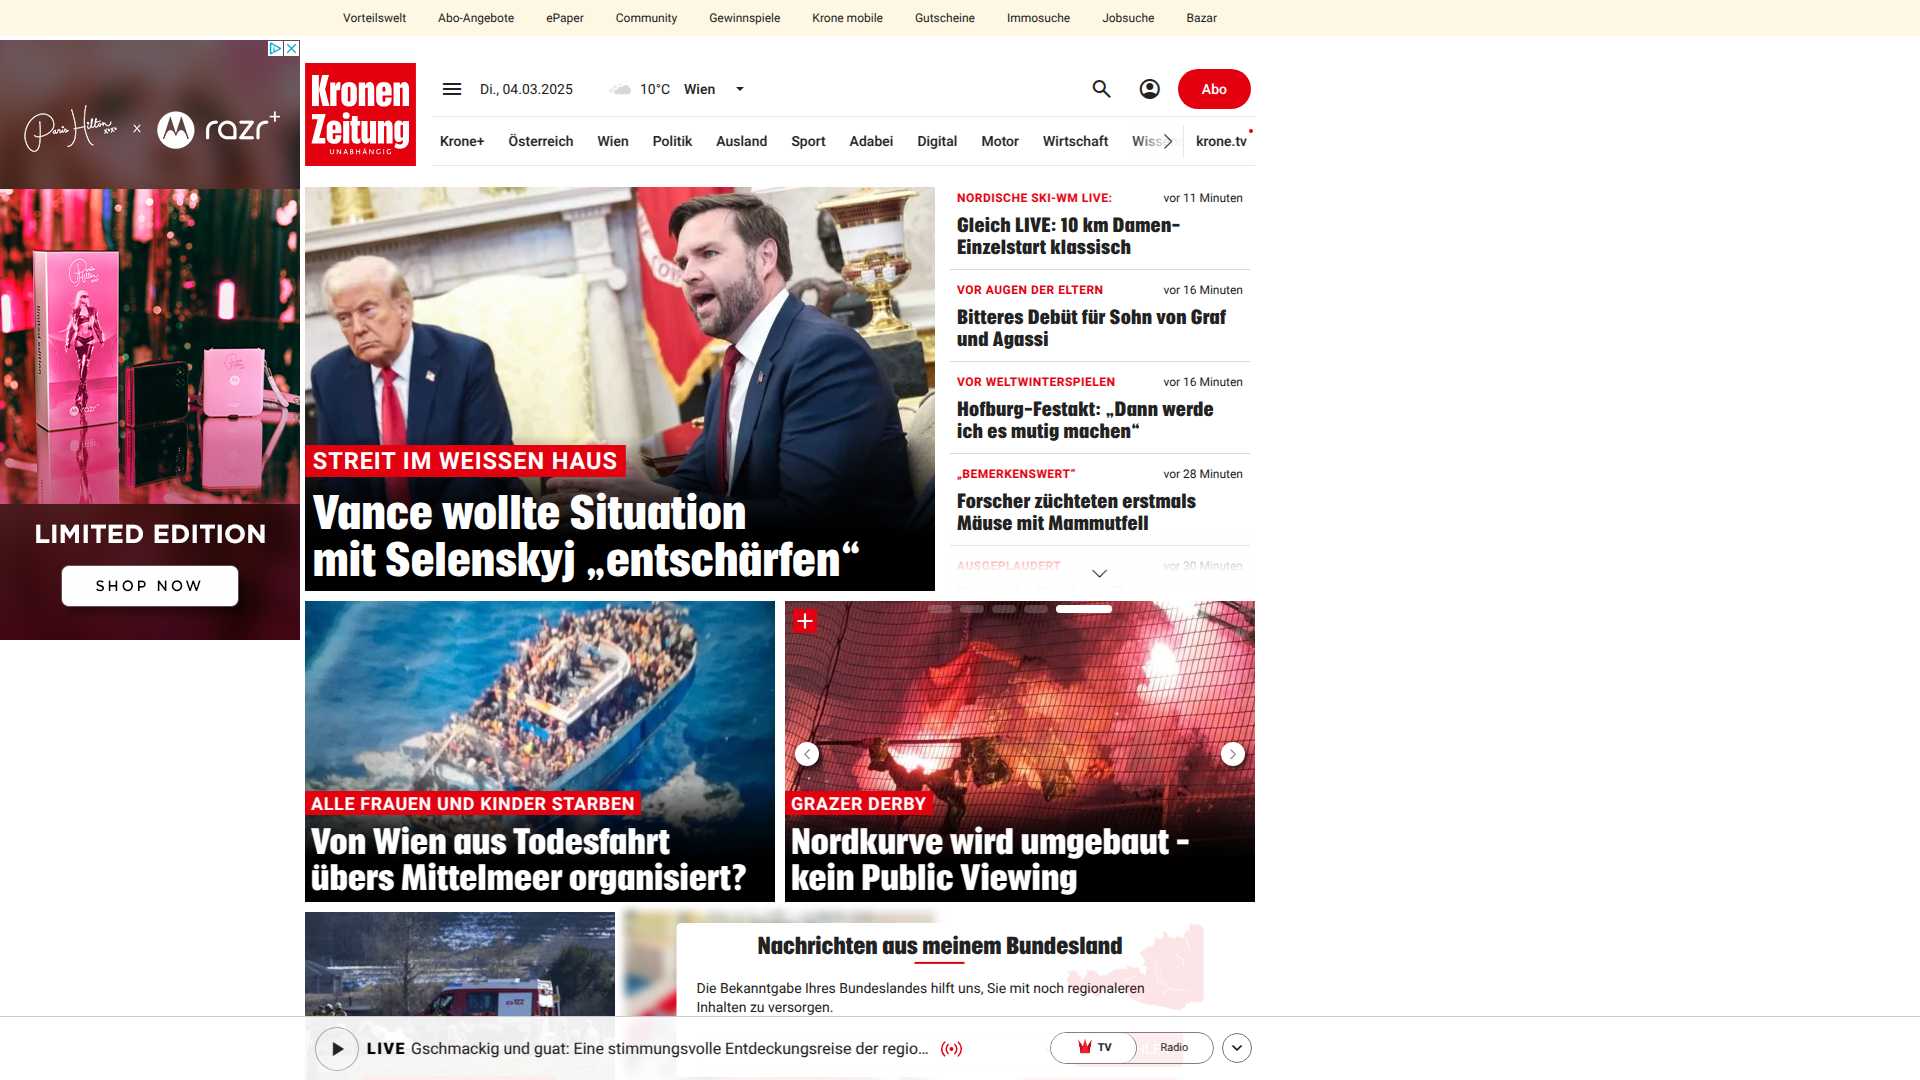 Vorteilswelt
Abo-Angebote
ePaper
Community
Gewinnspiele
Krone mobile
Gutscheine
Immosuche
Jobsuche
Bazar
Paris Hilton x razr+
LIMITED EDITION
SHOP NOW
Kronen
Zeitung
UNABHÄNGIG
Di., 04.03.2025
10°C Wien
Abo
Krone+
Österreich
Wien
Politik
Ausland
Sport
Adabei
Digital
Motor
Wirtschaft
krone.tv
STREIT IM WEISSEN HAUS
Vance wollte Situation
mit Selenskyj „entschärfen“
NORDISCHE SKI-WM LIVE: vor 11 Minuten
Gleich LIVE: 10 km Damen-
Einzelstart klassisch
VOR AUGEN DER ELTERN vor 16 Minuten
Bitteres Debüt für Sohn von Graf
und Agassi
VOR WELTWINTERSPIELEN vor 16 Minuten
Hofburg-Festakt: „Dann werde
ich es mutig machen“
„BEMERKENSWERT“ vor 28 Minuten
Forscher züchteten erstmals
Mäuse mit Mammutfell
AUSGEPLAUDERT vor 30 Minuten
ALLE FRAUEN UND KINDER STARBEN
Von Wien aus Todesfahrt
übers Mittelmeer organisiert?
GRAZER DERBY
Nordkurve wird umgebaut -
kein Public Viewing
Nachrichten aus meinem Bundesland
Die Bekanntgabe Ihres Bundeslandes hilft uns, Sie mit noch regionaleren
Inhalten zu versorgen.
LIVE Gschmackig und guat: Eine stimmungsvolle Entdeckungsreise der regio...
TV
Radio